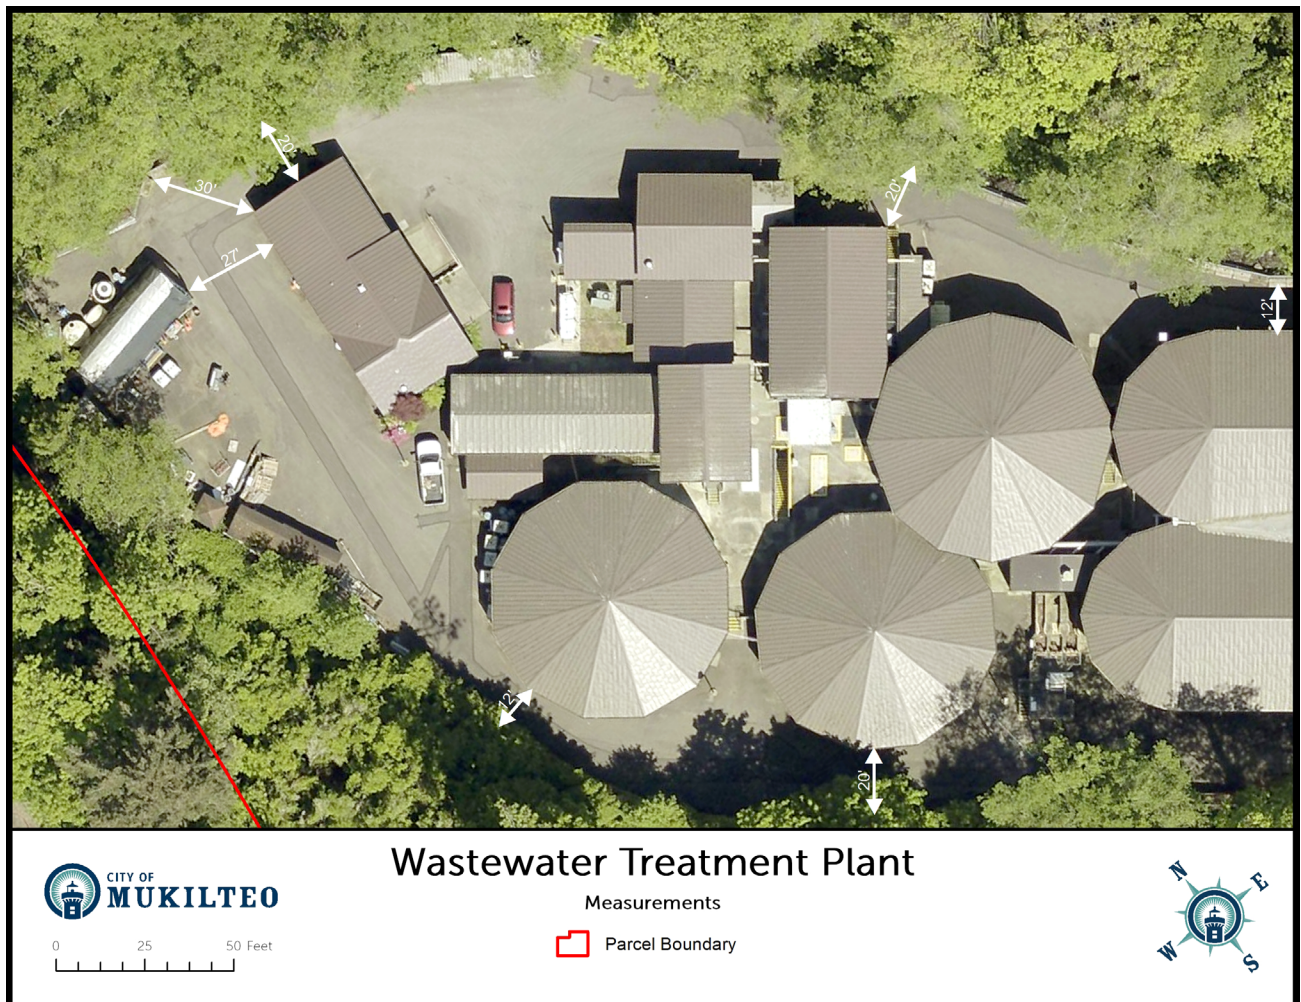 20'
30'
27'
20'
12'
12'
20'
Wastewater Treatment Plant
Measurements
Parcel Boundary
CITY OF
MUKILTEO
0 25 50 Feet
N
E
W
S